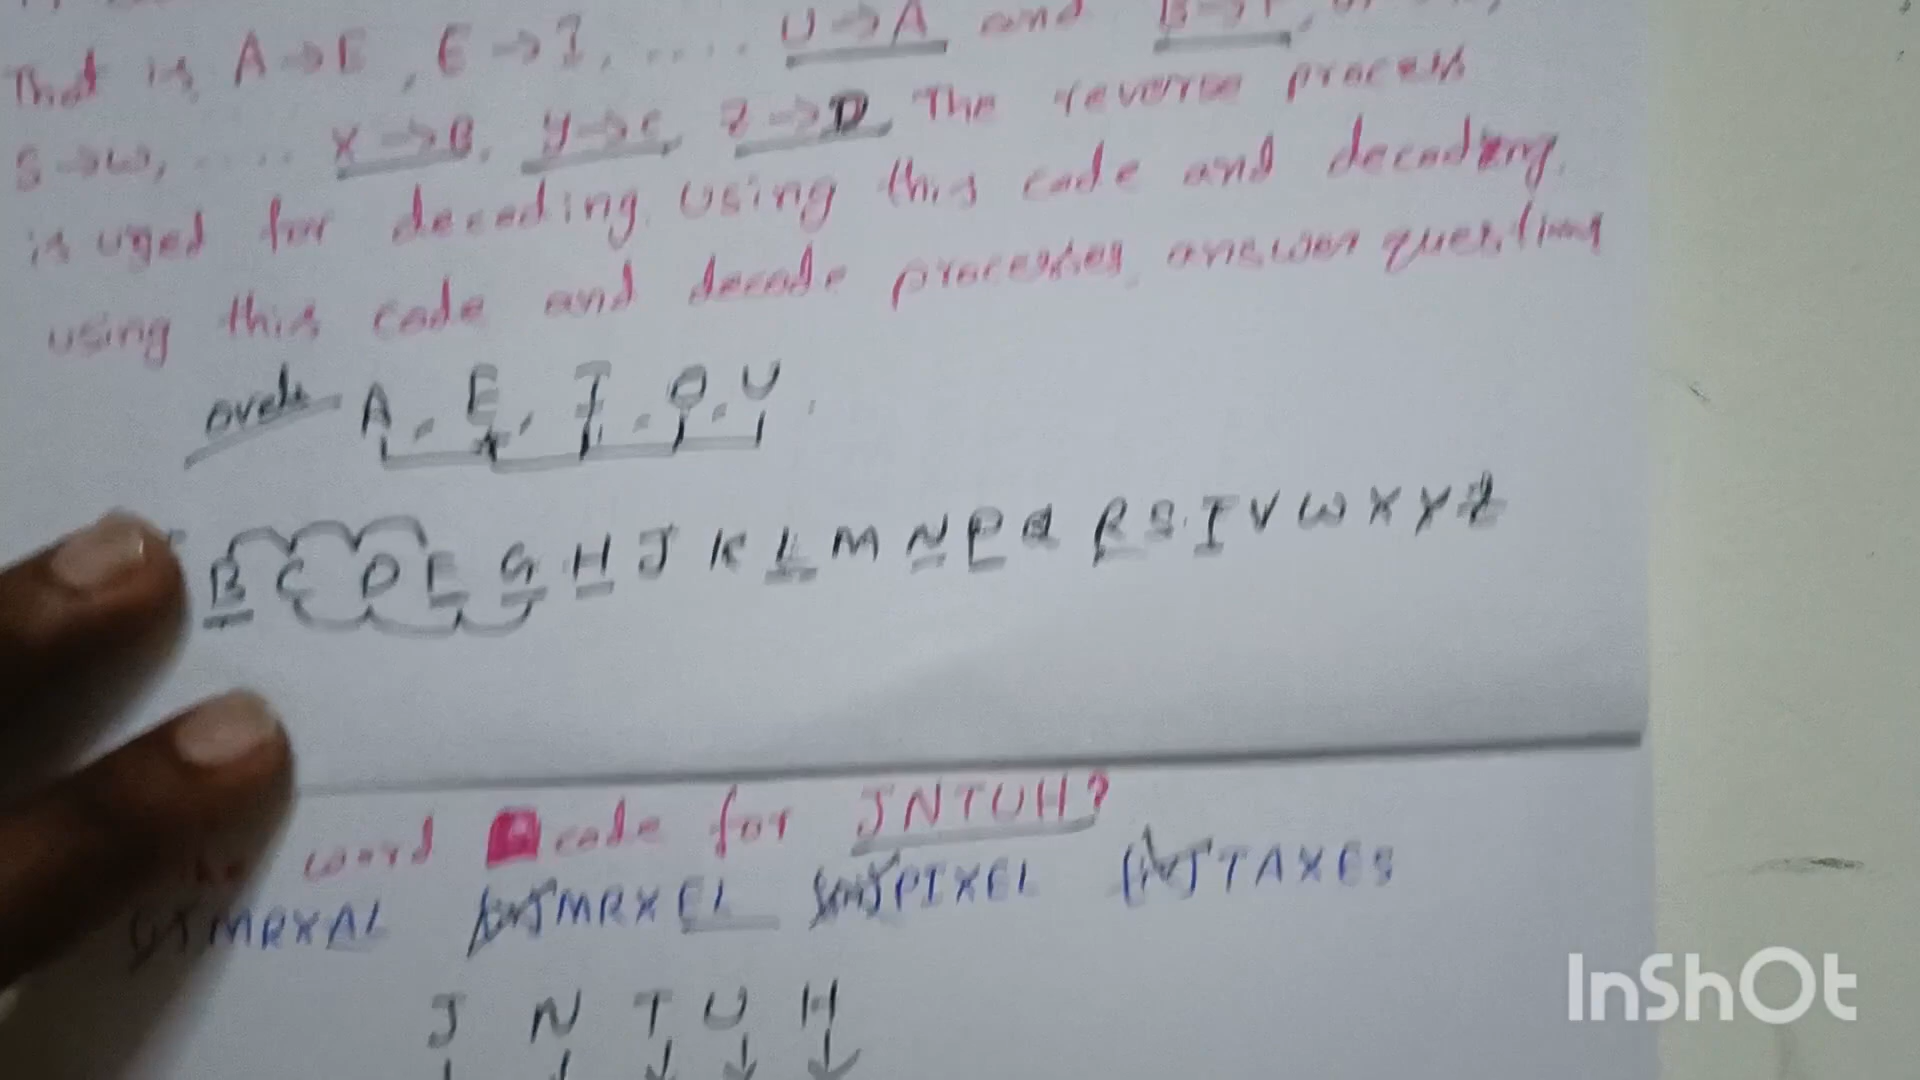 That is A→E, E→I, .... U→A and B→F,
S→W, .... X→B, Y→C, Z→D, The reverse process
is used for decoding. Using this code and decoding.
using this code and decode processes, answer questions
A, E, I, O, U.
B C D F G H J K L M N P Q R S T V W X Y Z
word code for JNTUH?
MRXAL MRXEL PIXEL TAXES
J N T U H
InShOt